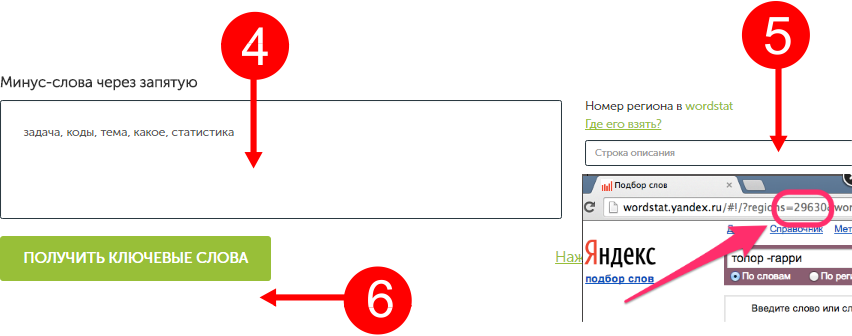 4
5
Минус-слова через запятую
задача, коды, тема, какое, статистика
Номер региона в wordstat
Где его взять?
Строка описания
Подбор слов
wordstat.yandex.ru/#!/?regions=29630
Справочник
Яндекс
подбор слов
топор -гарри
По словам
Введите слово или
ПОЛУЧИТЬ КЛЮЧЕВЫЕ СЛОВА
6